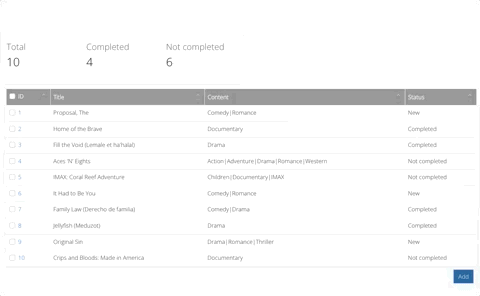 Total Completed Not completed
10 4 6
ID Title Content Status
1 Proposal, The Comedy|Romance New
2 Home of the Brave Documentary Completed
3 Fill the Void (Lemale et ha'halal) Drama Completed
4 Aces 'N' Eights Action|Adventure|Drama|Romance|Western Not completed
5 IMAX: Coral Reef Adventure Children|Documentary|IMAX Not completed
6 It Had to Be You Comedy|Romance New
7 Family Law (Derecho de familia) Comedy|Drama Completed
8 Jellyfish (Meduzot) Drama Completed
9 Original Sin Drama|Romance|Thriller New
10 Crips and Bloods: Made in America Documentary Not completed
Add